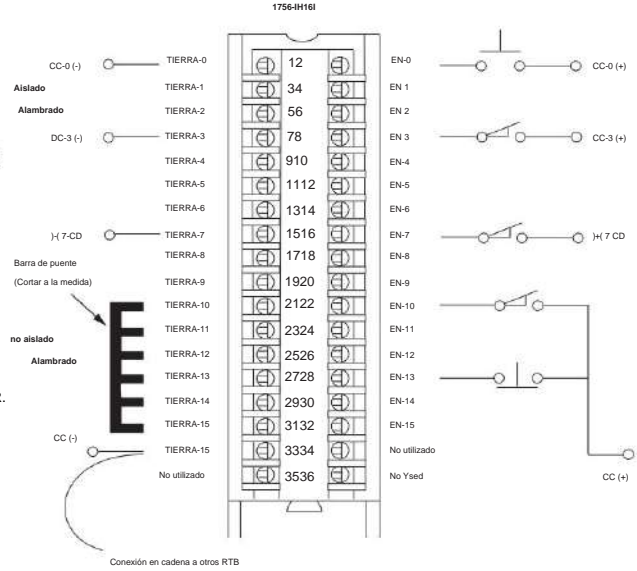 1756-IH16I
CC-0 (-) TIERRA-0 12 EN-0 CC-0 (+)
Aislado TIERRA-1 34 EN 1
Alambrado TIERRA-2 56 EN 2
DC-3 (-) TIERRA-3 78 EN 3 CC-3 (+)
TIERRA-4 910 EN-4
TIERRA-5 1112 EN-5
TIERRA-6 1314 EN-6
)-( 7-CD TIERRA-7 1516 EN-7 )+( 7 CD
TIERRA-8 1718 EN-8
Barra de puente
(Cortar a la medida) TIERRA-9 1920 EN-9
TIERRA-10 2122 EN-10
no aislado TIERRA-11 2324 EN-11
Alambrado TIERRA-12 2526 EN-12
TIERRA-13 2728 EN-13
TIERRA-14 2930 EN-14
TIERRA-15 3132 EN-15
CC (-) TIERRA-15 3334 No utilizado
No utilizado 3536 No Ysed CC (+)
Conexión en cadena a otros RTB